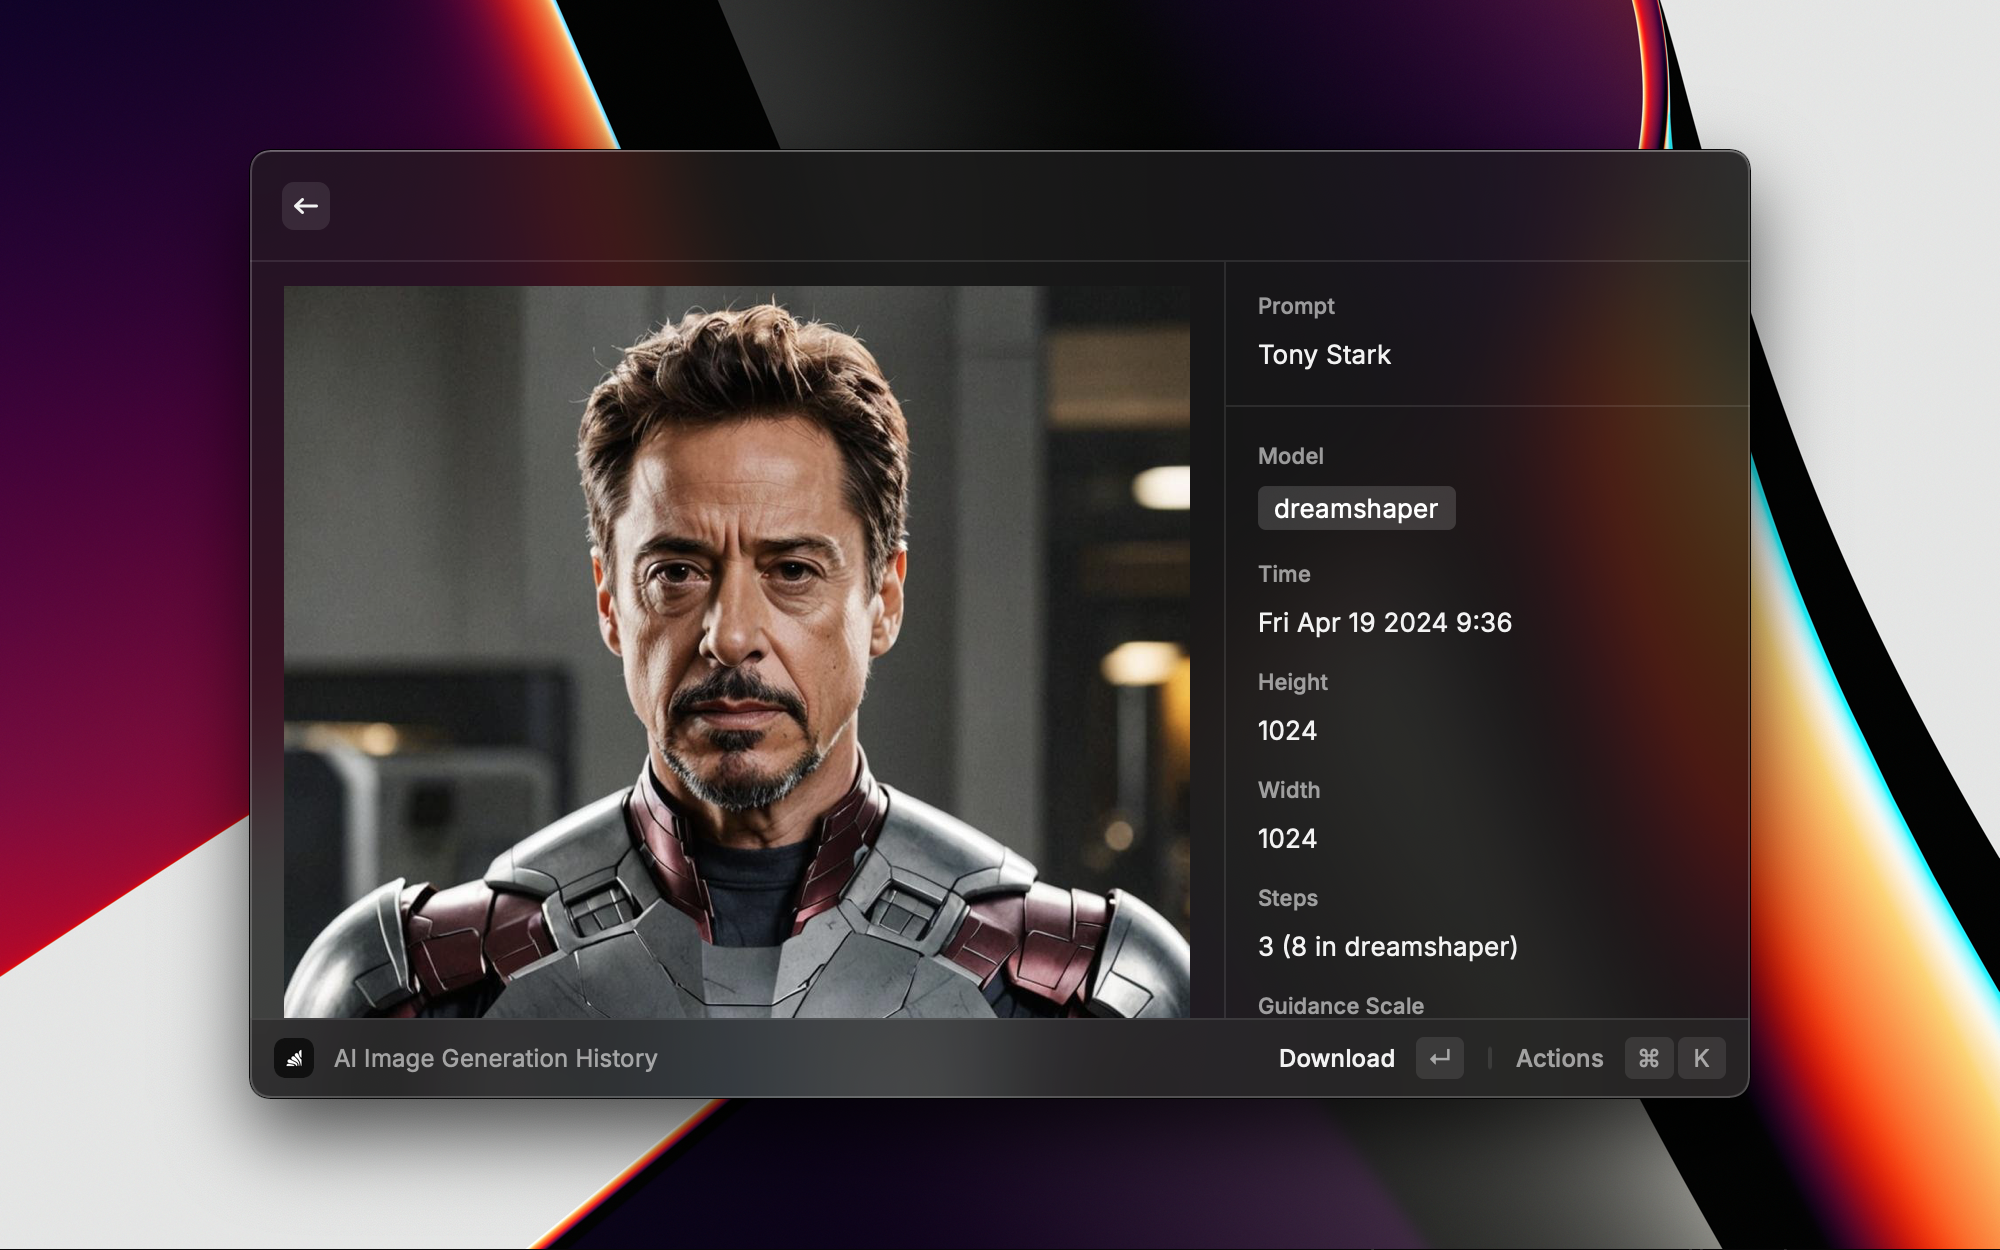 Prompt
Tony Stark
Model
dreamshaper
Time
Fri Apr 19 2024 9:36
Height
1024
Width
1024
Steps
3 (8 in dreamshaper)
Guidance Scale
AI Image Generation History
Download ↵ Actions ⌘ K